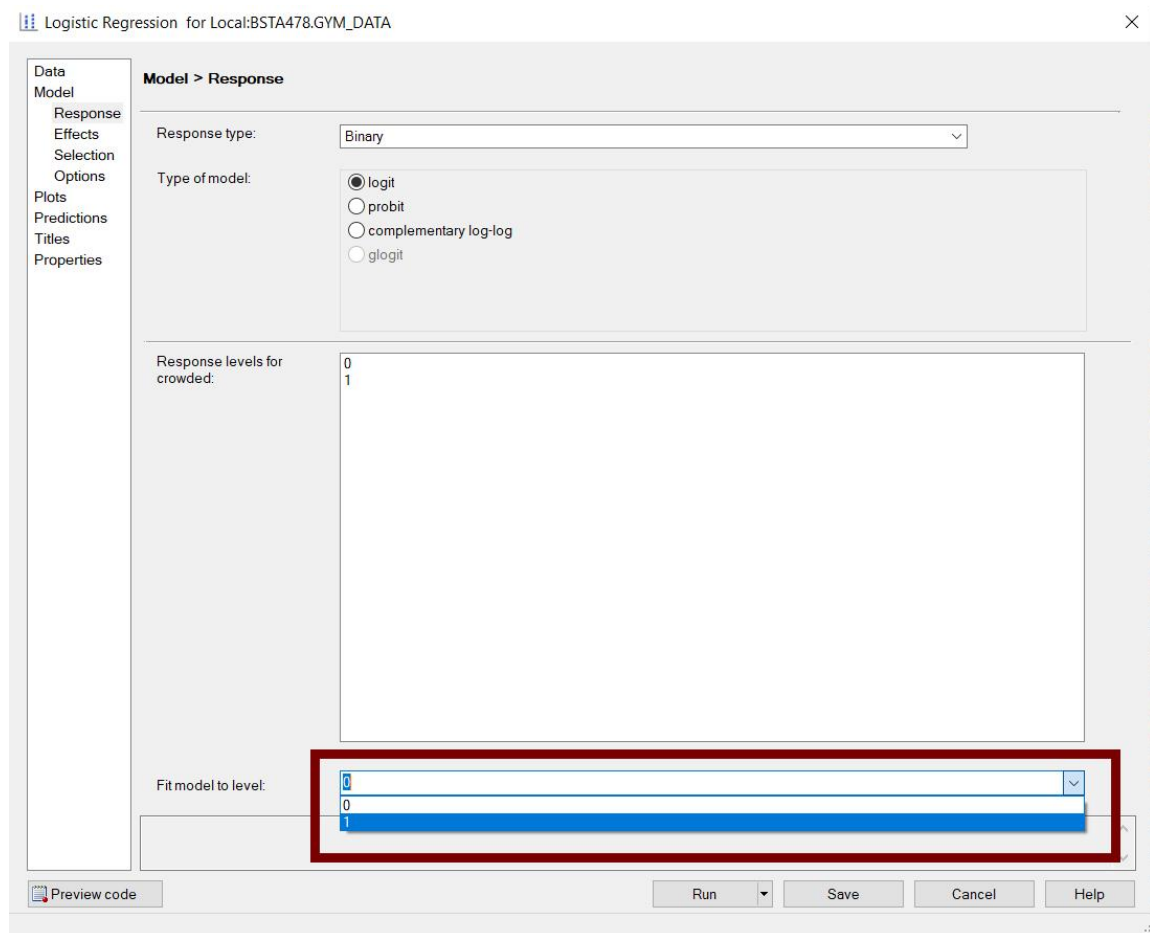 Logistic Regression for Local:BSTA478.GYM_DATA
Data
Model
Response
Effects
Selection
Options
Plots
Predictions
Titles
Properties
Model > Response
Response type:
Binary
Type of model:
logit
probit
complementary log-log
glogit
Response levels for
crowded:
0
1
Fit model to level:
0
0
1
Preview code
Run
Save
Cancel
Help